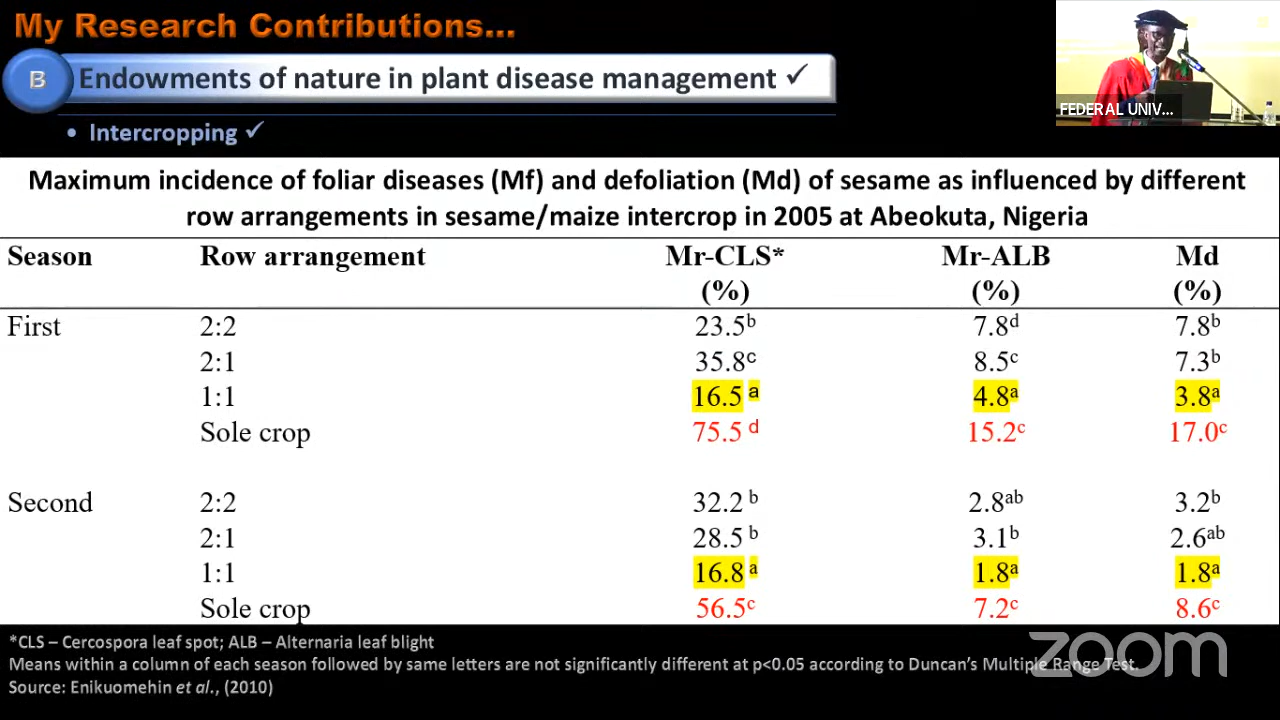 My Research Contributions...
B Endowments of nature in plant disease management ✓
• Intercropping ✓
FEDERAL UNIV...
Maximum incidence of foliar diseases (Mf) and defoliation (Md) of sesame as influenced by different
row arrangements in sesame/maize intercrop in 2005 at Abeokuta, Nigeria
Season Row arrangement Mr-CLS* Mr-ALB Md
(%) (%) (%)
First 2:2 23.5ᵇ 7.8ᵈ 7.8ᵇ
2:1 35.8ᶜ 8.5ᶜ 7.3ᵇ
1:1 16.5 ᵃ 4.8ᵃ 3.8ᵃ
Sole crop 75.5 ᵈ 15.2ᶜ 17.0ᶜ
Second 2:2 32.2 ᵇ 2.8ᵃᵇ 3.2ᵇ
2:1 28.5 ᵇ 3.1ᵇ 2.6ᵃᵇ
1:1 16.8 ᵃ 1.8ᵃ 1.8ᵃ
Sole crop 56.5ᶜ 7.2ᶜ 8.6ᶜ
*CLS – Cercospora leaf spot; ALB – Alternaria leaf blight
Means within a column of each season followed by same letters are not significantly different at p<0.05 according to Duncan's Multiple Range Test.
Source: Enikuomehin et al., (2010)
zoom